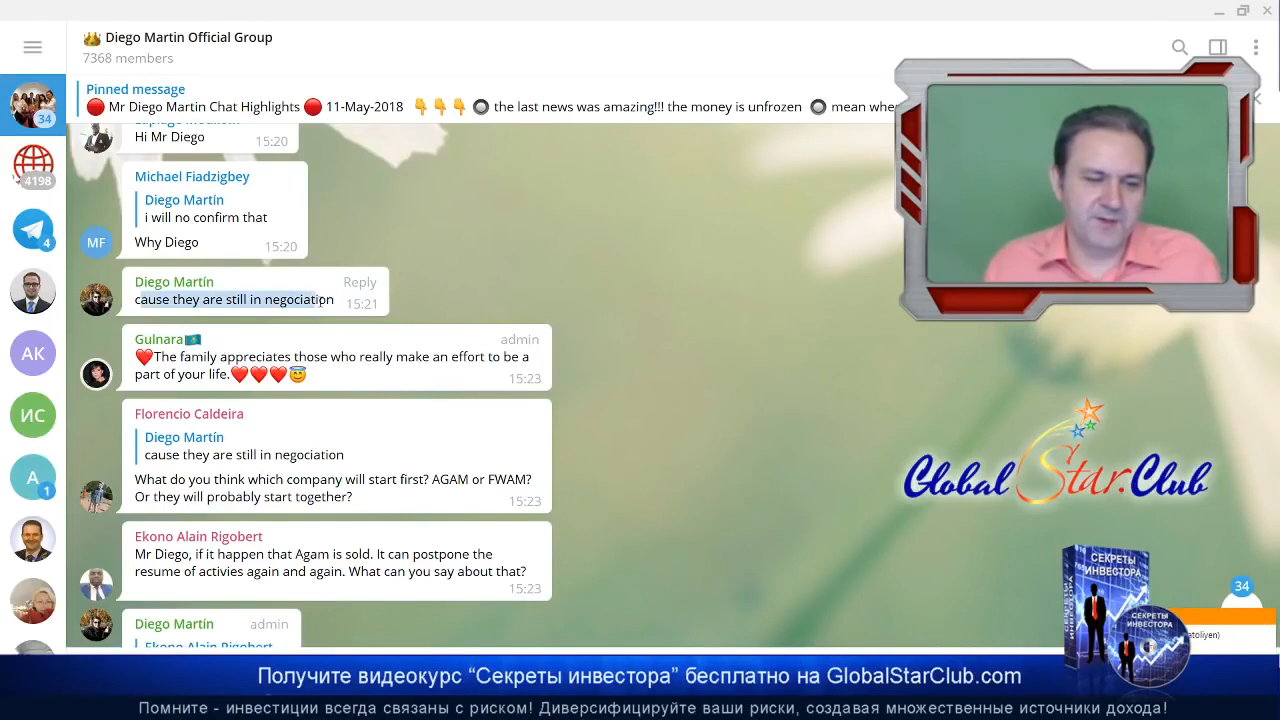 Diego Martin Official Group
7368 members
34
Pinned message
🔴 Mr Diego Martin Chat Highlights 🔴 11-May-2018 👇👇👇 🔘 the last news was amazing!!! the money is unfrozen 🔘 mean
Hi Mr Diego
15:20
4198
Michael Fiadzigbey
Diego Martín
i will no confirm that
Why Diego
15:20
MF
4
Diego Martín
Reply
cause they are still in negociation
15:21
Gulnara🇰🇿
admin
❤️The family appreciates those who really make an effort to be a
part of your life.❤️❤️❤️😇
15:23
АК
Florencio Caldeira
Diego Martín
cause they are still in negociation
What do you think which company will start first? AGAM or FWAM?
Or they will probably start together?
15:23
ИС
A
1
Ekono Alain Rigobert
Mr Diego, if it happen that Agam is sold. It can postpone the
resume of activies again and again. What can you say about that?
15:23
Diego Martín
admin
Ekono Alain Rigobert
Global Star.Club
34
СЕКРЕТЫ
ИНВЕСТОРА
СЕКРЕТЫ
ИНВЕСТОРА
atoliyen)
Получите видеокурс “Секреты инвестора” бесплатно на GlobalStarClub.com
Помните - инвестиции всегда связаны с риском! Диверсифицируйте ваши риски, создавая множественные источники дохода!